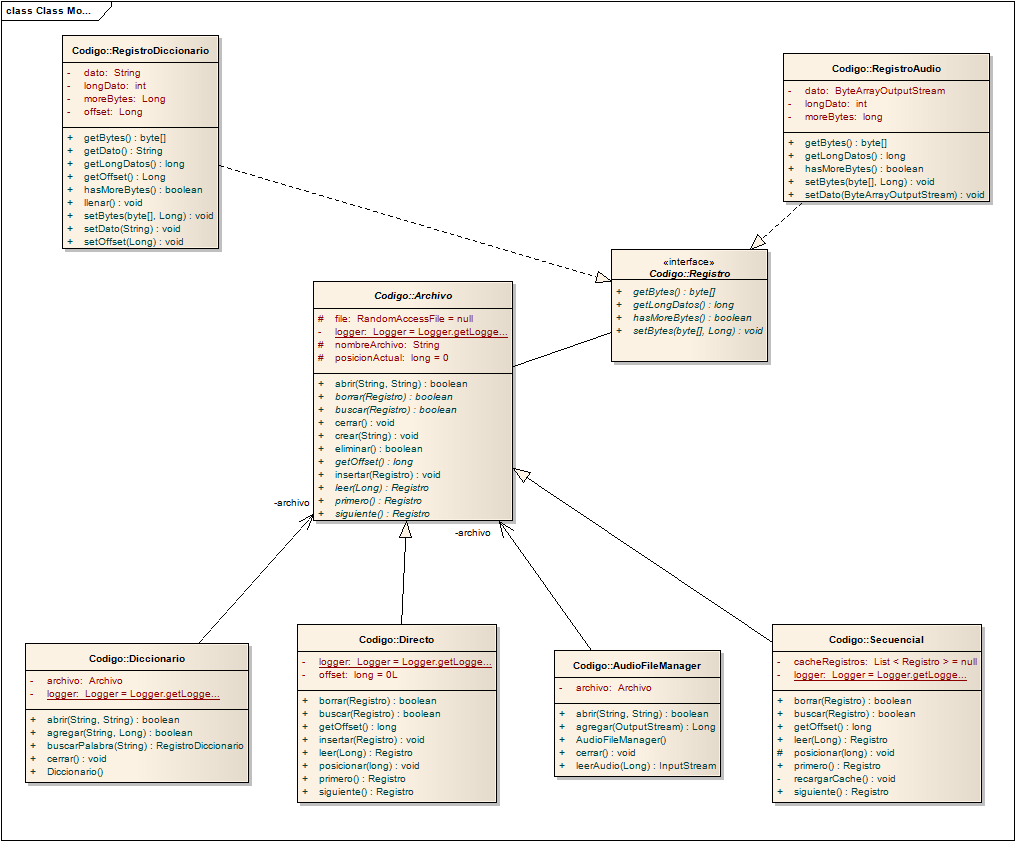 class Class Mo...
Codigo::RegistroDiccionario
- dato: String
- longDato: int
- moreBytes: Long
- offset: Long
+ getBytes() : byte[]
+ getDato() : String
+ getLongDatos() : long
+ getOffset() : Long
+ hasMoreBytes() : boolean
+ llenar() : void
+ setBytes(byte[], Long) : void
+ setDato(String) : void
+ setOffset(Long) : void
Codigo::RegistroAudio
- dato: ByteArrayOutputStream
- longDato: int
- moreBytes: long
+ getBytes() : byte[]
+ getLongDatos() : long
+ hasMoreBytes() : boolean
+ setBytes(byte[], Long) : void
+ setDato(ByteArrayOutputStream) : void
«interface»
Codigo::Registro
+ getBytes() : byte[]
+ getLongDatos() : long
+ hasMoreBytes() : boolean
+ setBytes(byte[], Long) : void
Codigo::Archivo
# file: RandomAccessFile = null
- logger: Logger = Logger.getLogge...
# nombreArchivo: String
# posicionActual: long = 0
+ abrir(String, String) : boolean
+ borrar(Registro) : boolean
+ buscar(Registro) : boolean
+ cerrar() : void
+ crear(String) : void
+ eliminar() : boolean
+ getOffset() : long
+ insertar(Registro) : void
+ leer(Long) : Registro
+ primero() : Registro
+ siguiente() : Registro
-archivo
-archivo
Codigo::Diccionario
- archivo: Archivo
- logger: Logger = Logger.getLogge...
+ abrir(String, String) : boolean
+ agregar(String, Long) : boolean
+ buscarPalabra(String) : RegistroDiccionario
+ cerrar() : void
+ Diccionario()
Codigo::Directo
- logger: Logger = Logger.getLogge...
- offset: long = 0L
+ borrar(Registro) : boolean
+ buscar(Registro) : boolean
+ getOffset() : long
+ insertar(Registro) : void
+ leer(Long) : Registro
+ posicionar(long) : void
+ primero() : Registro
+ siguiente() : Registro
Codigo::AudioFileManager
- archivo: Archivo
+ abrir(String, String) : boolean
+ agregar(OutputStream) : Long
+ AudioFileManager()
+ cerrar() : void
+ leerAudio(Long) : InputStream
Codigo::Secuencial
- cacheRegistros: List < Registro > = null
- logger: Logger = Logger.getLogge...
+ borrar(Registro) : boolean
+ buscar(Registro) : boolean
+ getOffset() : long
+ leer(Long) : Registro
# posicionar(long) : void
+ primero() : Registro
- recargarCache() : void
+ siguiente() : Registro